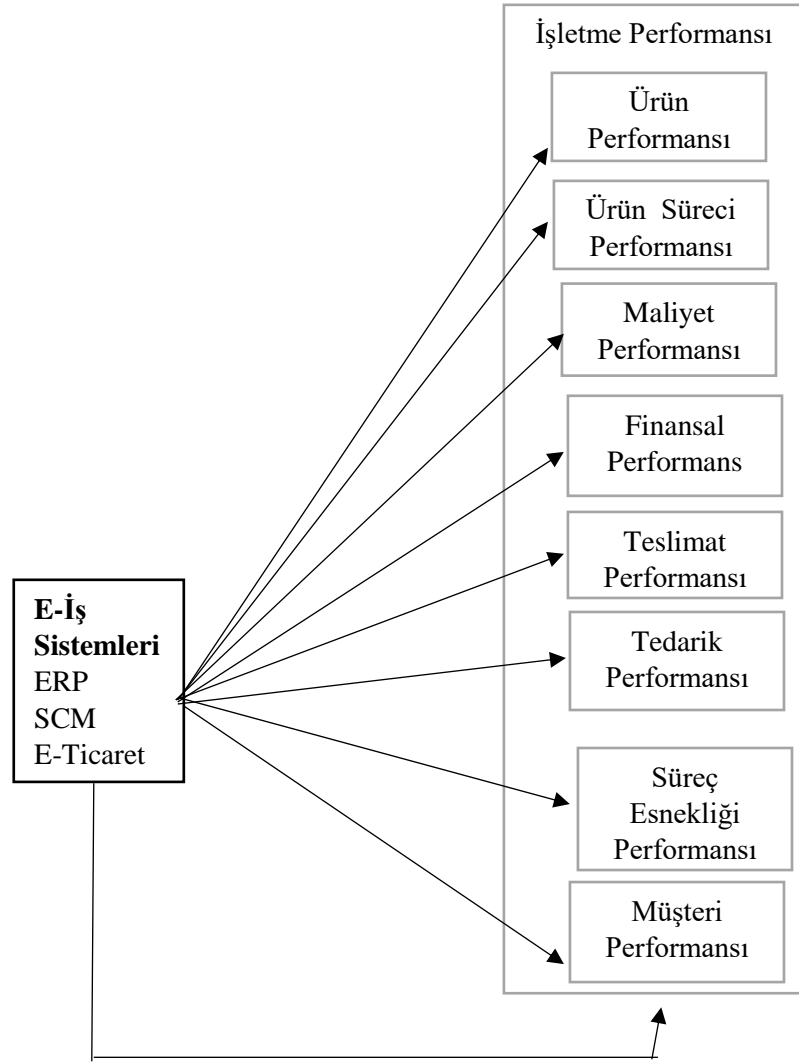 İşletme Performansı
Ürün
Performansı
Ürün Süreci
Performansı
Maliyet
Performansı
Finansal
Performans
Teslimat
Performansı
Tedarik
Performansı
Süreç
Esnekliği
Performansı
Müşteri
Performansı
E-İş
Sistemleri
ERP
SCM
E-Ticaret